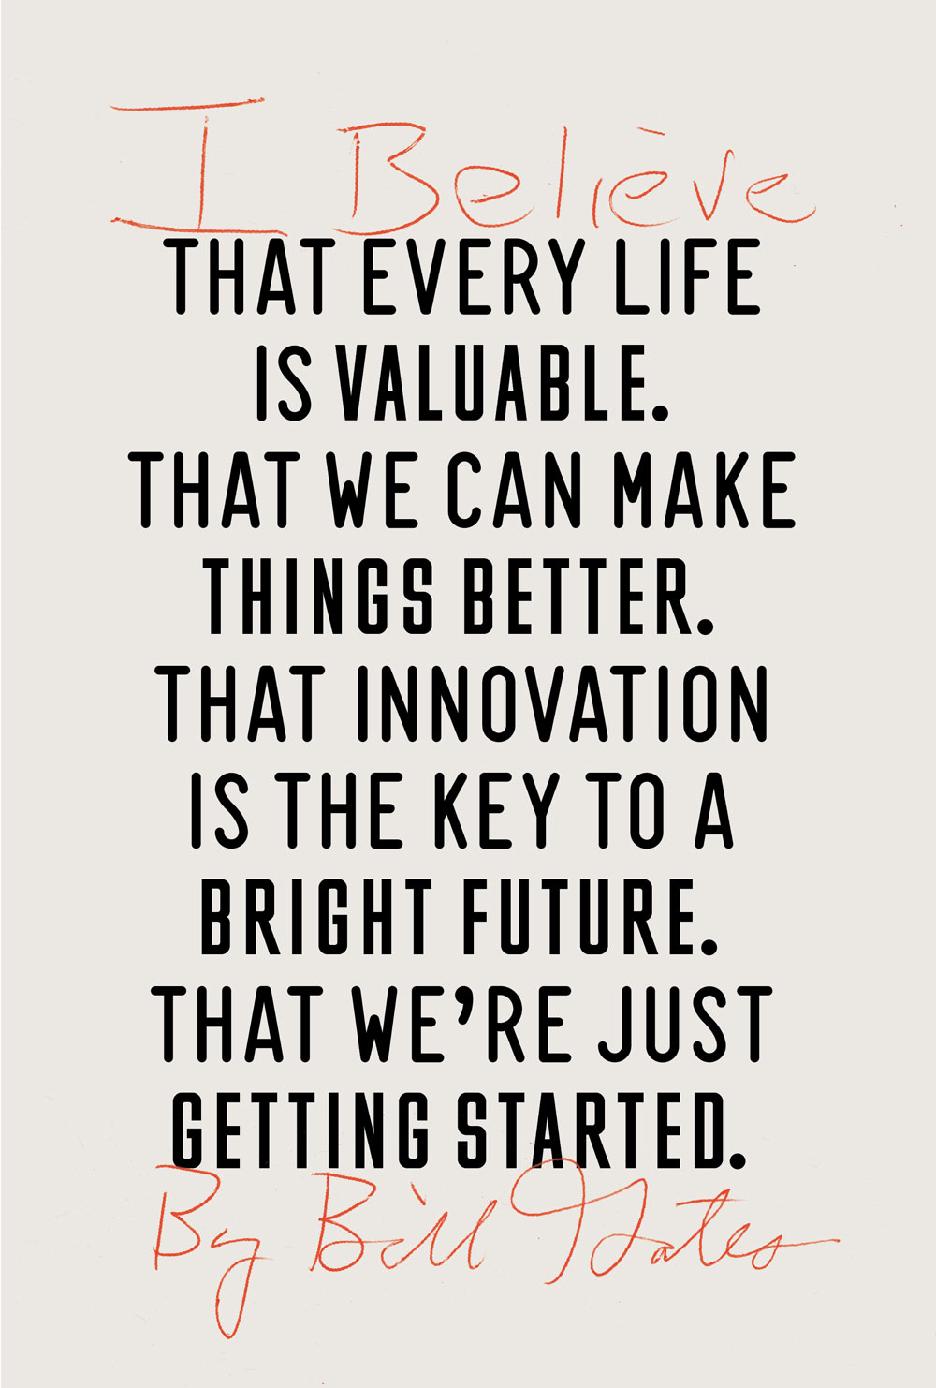 I Believe
THAT EVERY LIFE
IS VALUABLE.
THAT WE CAN MAKE
THINGS BETTER.
THAT INNOVATION
IS THE KEY TO A
BRIGHT FUTURE.
THAT WE’RE JUST
GETTING STARTED.
By Bill Gates